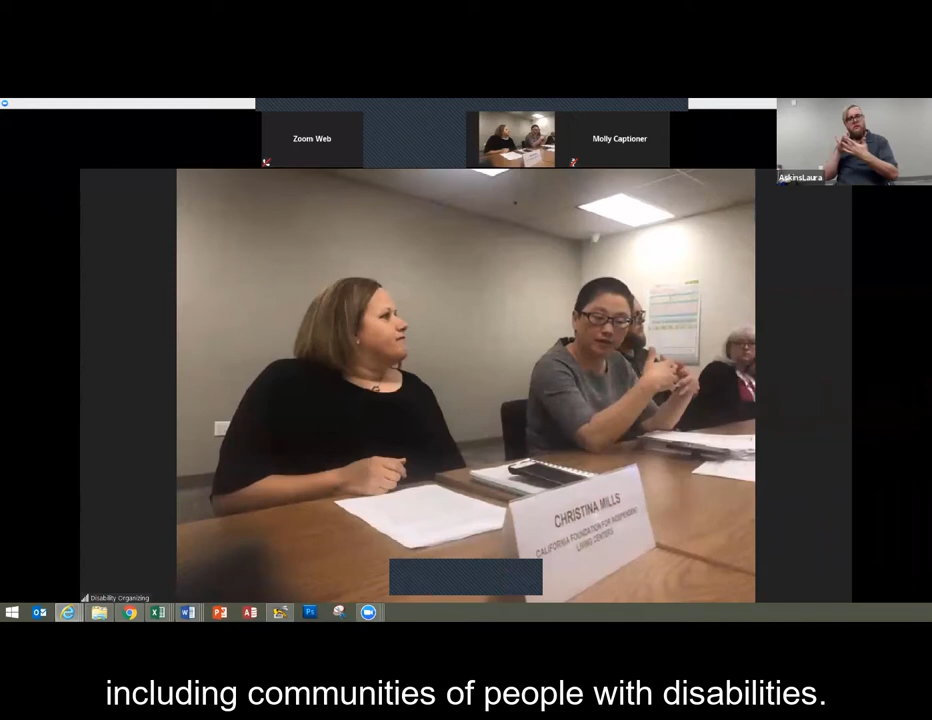 Zoom Web
Molly Captioner
AskinsLaura
CHRISTINA MILLS
CALIFORNIA FOUNDATION FOR INDEPENDENT
LIVING CENTERS
Disability Organizing
including communities of people with disabilities.